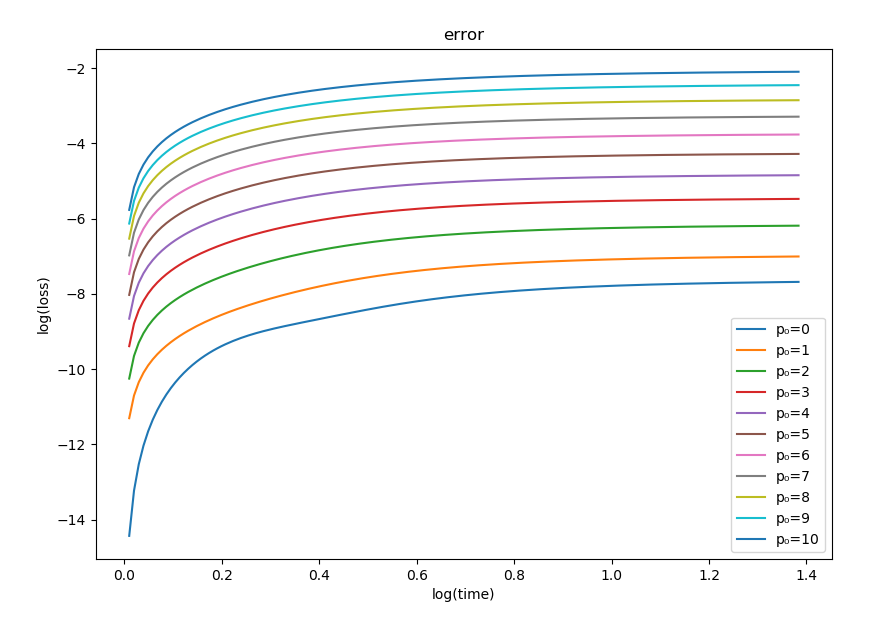 error
log(loss)
−2
−4
−6
−8
−10
−12
−14
0.0
0.2
0.4
0.6
0.8
1.0
1.2
1.4
log(time)
p₀=0
p₀=1
p₀=2
p₀=3
p₀=4
p₀=5
p₀=6
p₀=7
p₀=8
p₀=9
p₀=10